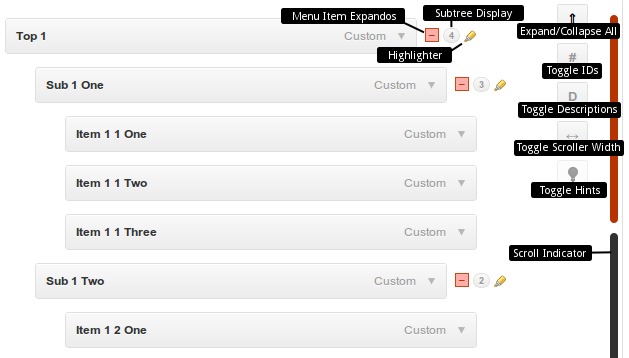 Menu Item Expandos
Subtree Display
Top 1
Custom
4
Highlighter
Expand/Collapse All
#
Toggle IDs
Sub 1 One
Custom
3
D
Toggle Descriptions
Item 1 1 One
Custom
Toggle Scroller Width
Item 1 1 Two
Custom
Toggle Hints
Item 1 1 Three
Custom
Scroll Indicator
Sub 1 Two
Custom
2
Item 1 2 One
Custom